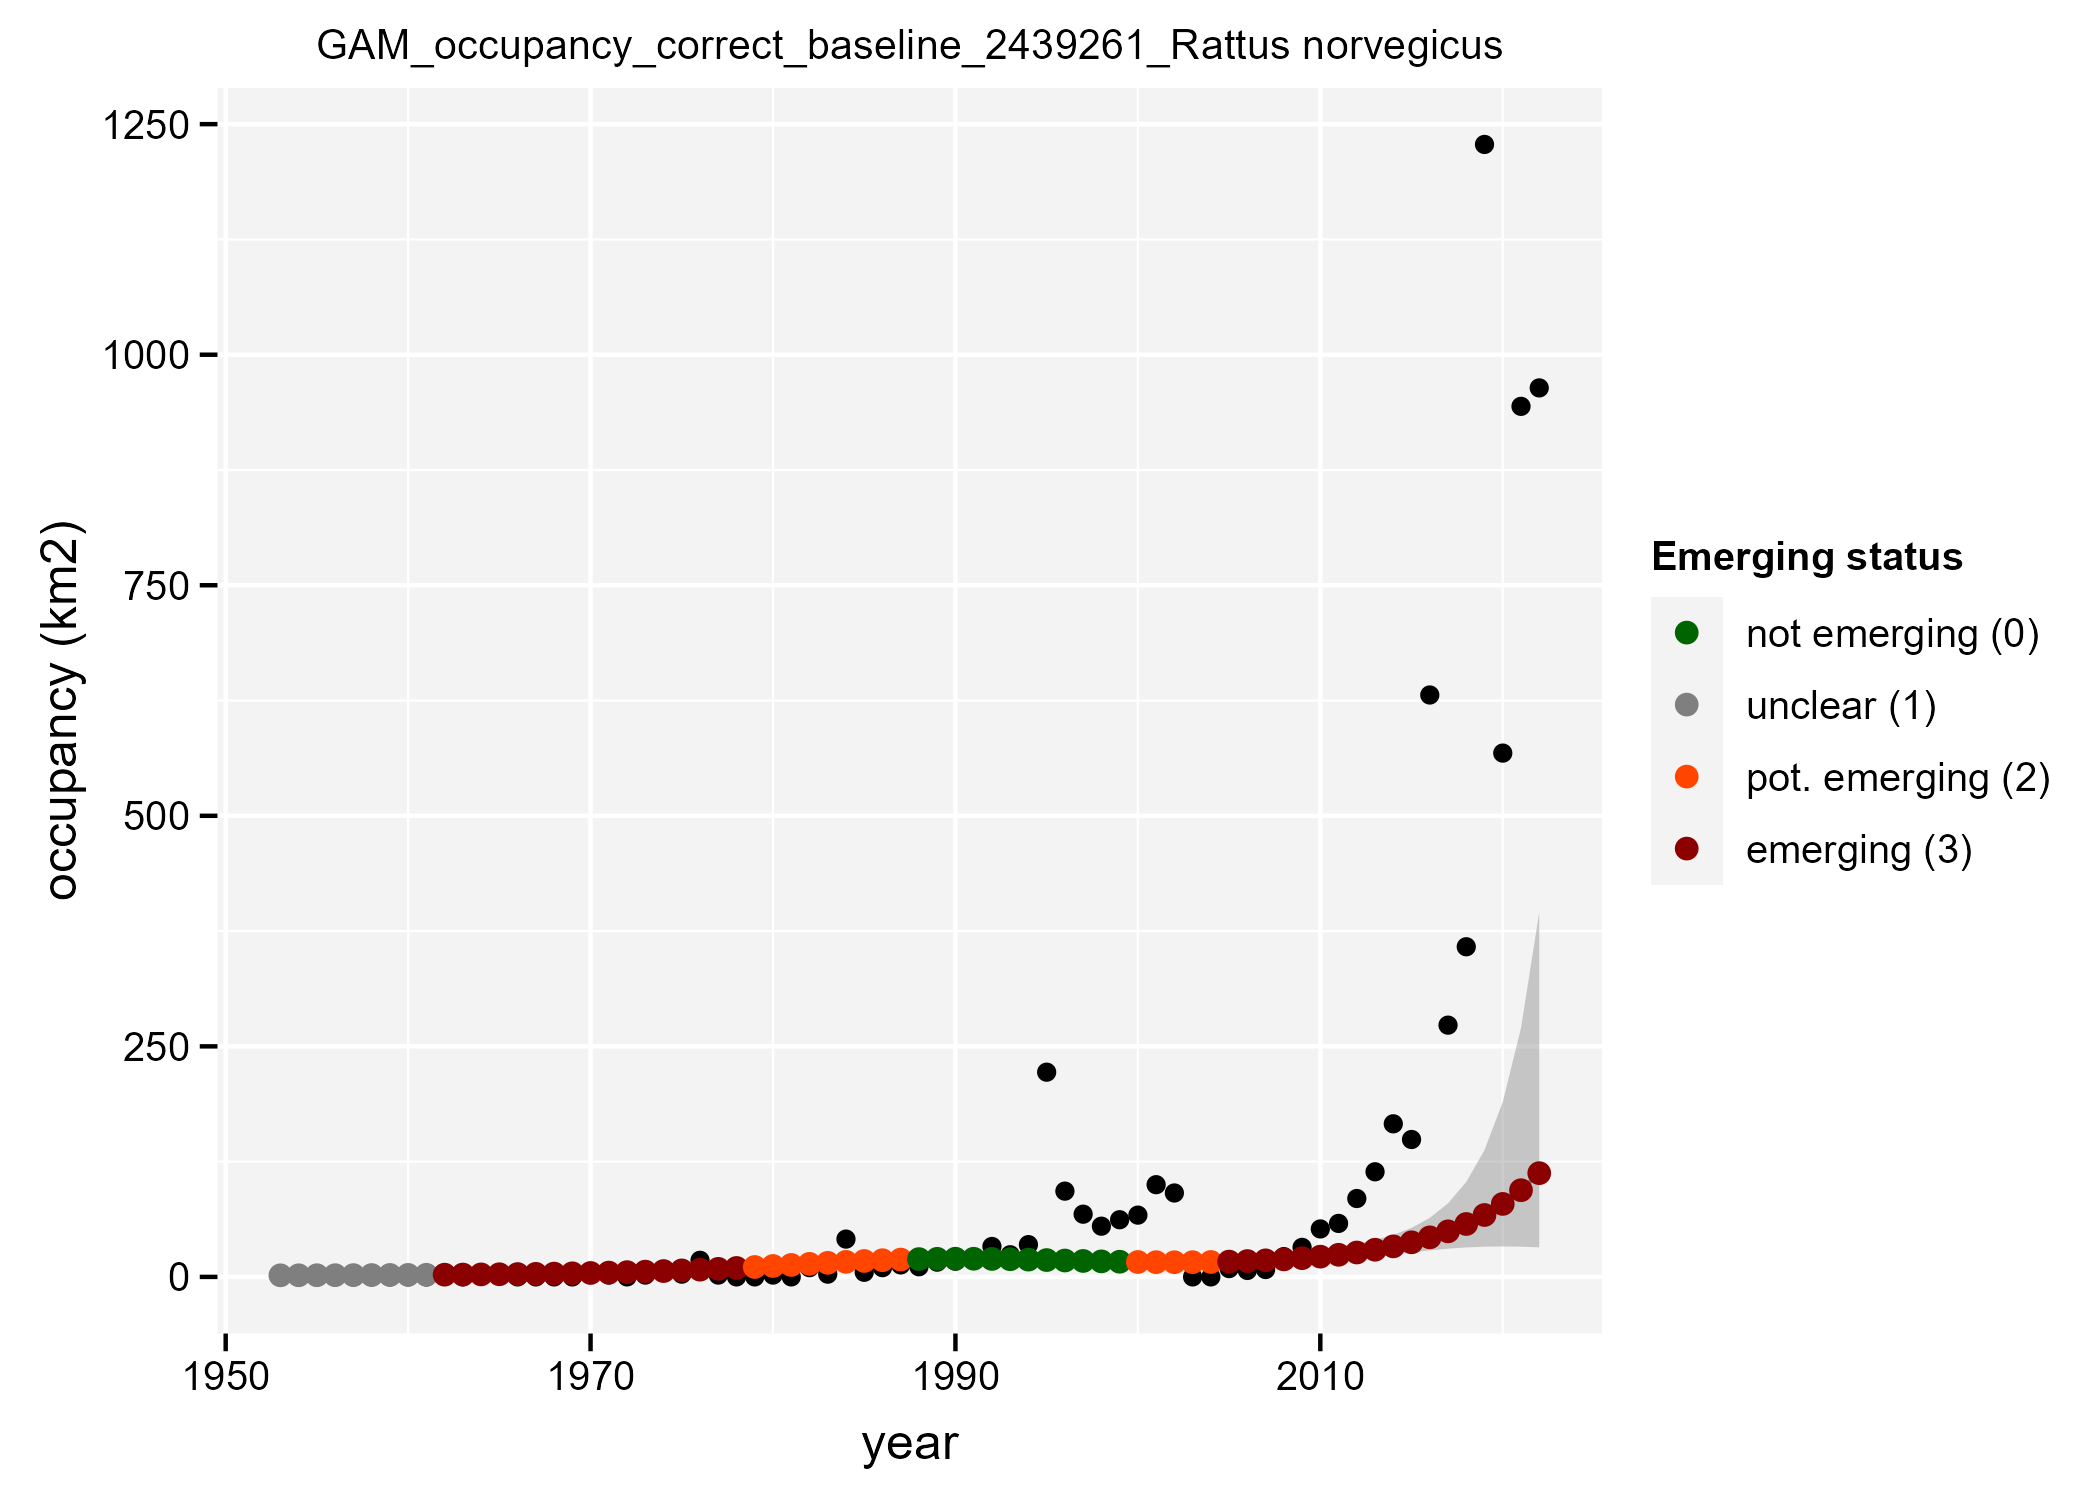 GAM_occupancy_correct_baseline_2439261_Rattus norvegicus
1250
1000
750
500
250
0
occupancy (km2)
1950
1970
1990
2010
year
Emerging status
not emerging (0)
unclear (1)
pot. emerging (2)
emerging (3)